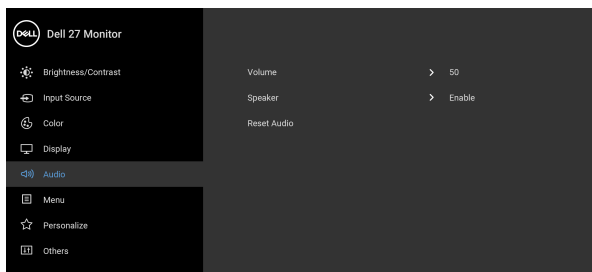 DELL Dell 27 Monitor
Brightness/Contrast
Input Source
Color
Display
Audio
Menu
Personalize
Others
Volume 50
Speaker Enable
Reset Audio